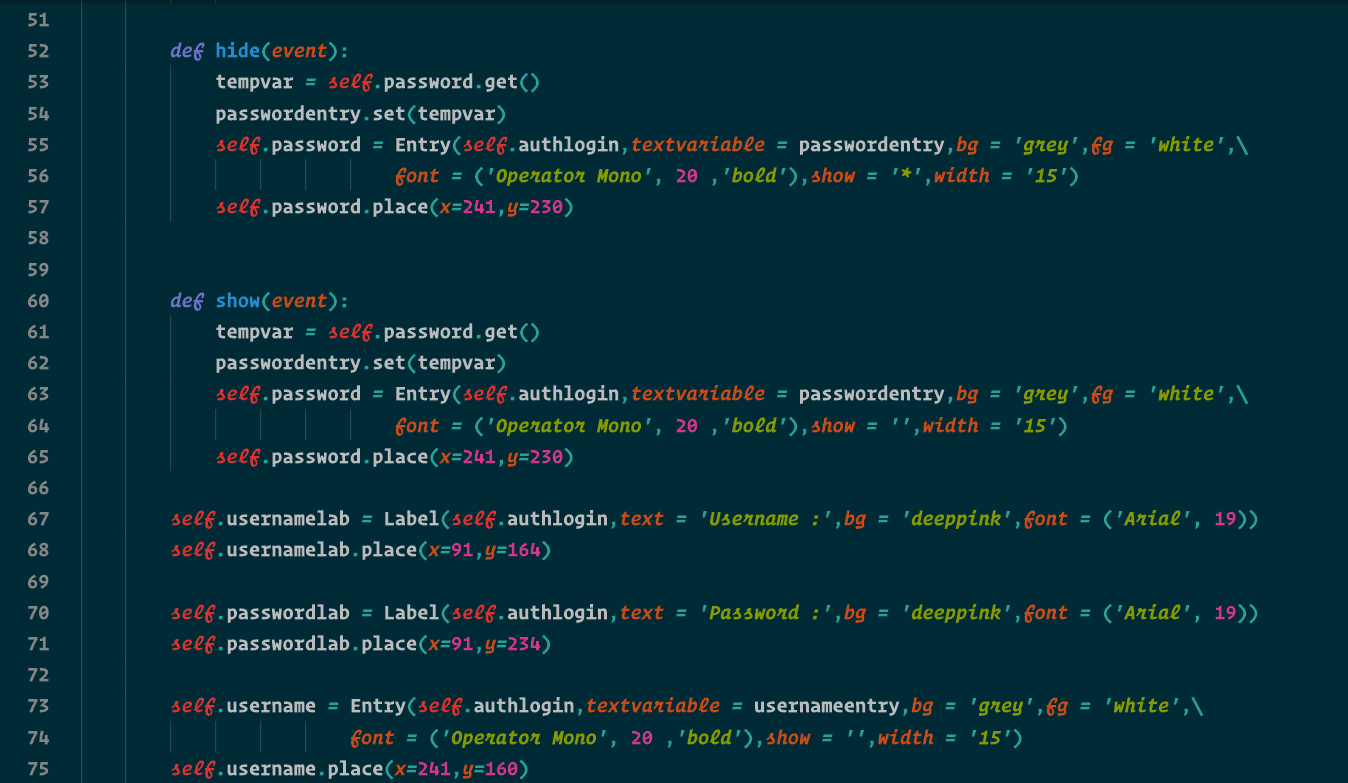 51
52 def hide(event):
53 tempvar = self.password.get()
54 passwordentry.set(tempvar)
55 self.password = Entry(self.authlogin,textvariable = passwordentry,bg = 'grey',fg = 'white',\
56 font = ('Operator Mono', 20 ,'bold'),show = '*',width = '15')
57 self.password.place(x=241,y=230)
58
59
60 def show(event):
61 tempvar = self.password.get()
62 passwordentry.set(tempvar)
63 self.password = Entry(self.authlogin,textvariable = passwordentry,bg = 'grey',fg = 'white',\
64 font = ('Operator Mono', 20 ,'bold'),show = '',width = '15')
65 self.password.place(x=241,y=230)
66
67 self.usernamelab = Label(self.authlogin,text = 'Username :',bg = 'deeppink',font = ('Arial', 19))
68 self.usernamelab.place(x=91,y=164)
69
70 self.passwordlab = Label(self.authlogin,text = 'Password :',bg = 'deeppink',font = ('Arial', 19))
71 self.passwordlab.place(x=91,y=234)
72
73 self.username = Entry(self.authlogin,textvariable = usernameentry,bg = 'grey',fg = 'white',\
74 font = ('Operator Mono', 20 ,'bold'),show = '',width = '15')
75 self.username.place(x=241,y=160)